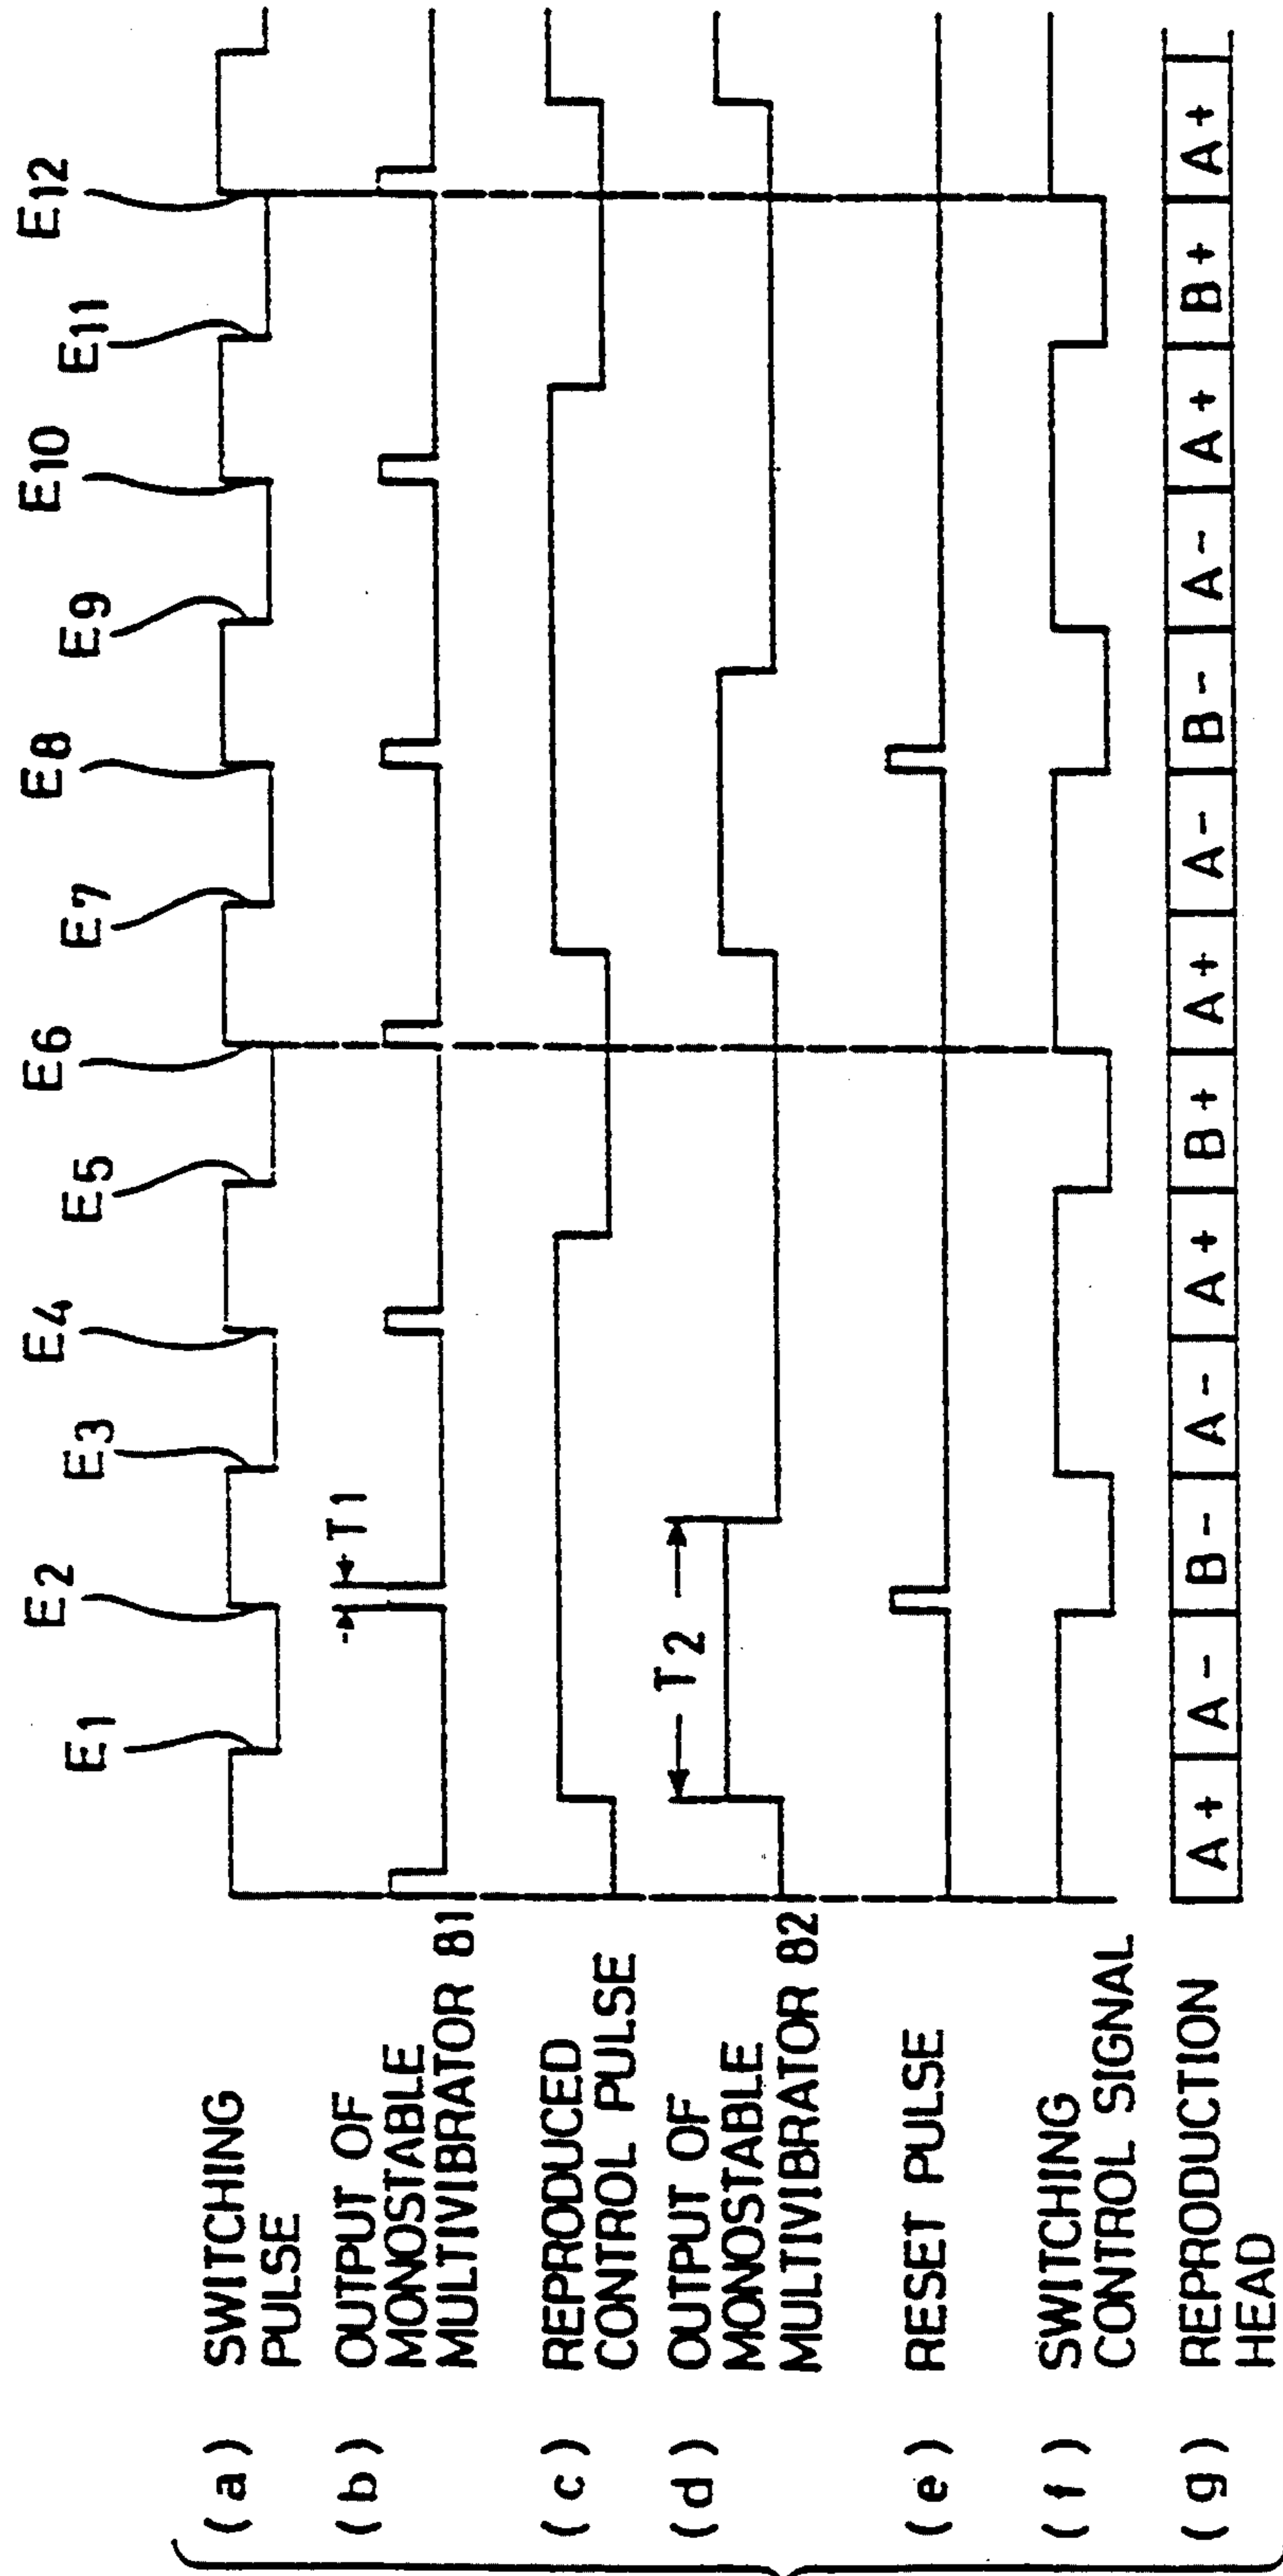 E1 E2 E3 E4 E5 E6 E7 E8 E9 E10 E11 E12
(a) SWITCHING
PULSE
(b) OUTPUT OF
MONOSTABLE
MULTIVIBRATOR 81
T1
(c) REPRODUCED
CONTROL PULSE
(d) OUTPUT OF
MONOSTABLE
MULTIVIBRATOR 82
T2
(e) RESET PULSE
(f) SWITCHING
CONTROL SIGNAL
(g) REPRODUCTION
HEAD
A+ A- B- A- A+ B+ A+ A- B- A- A+ B+ A+